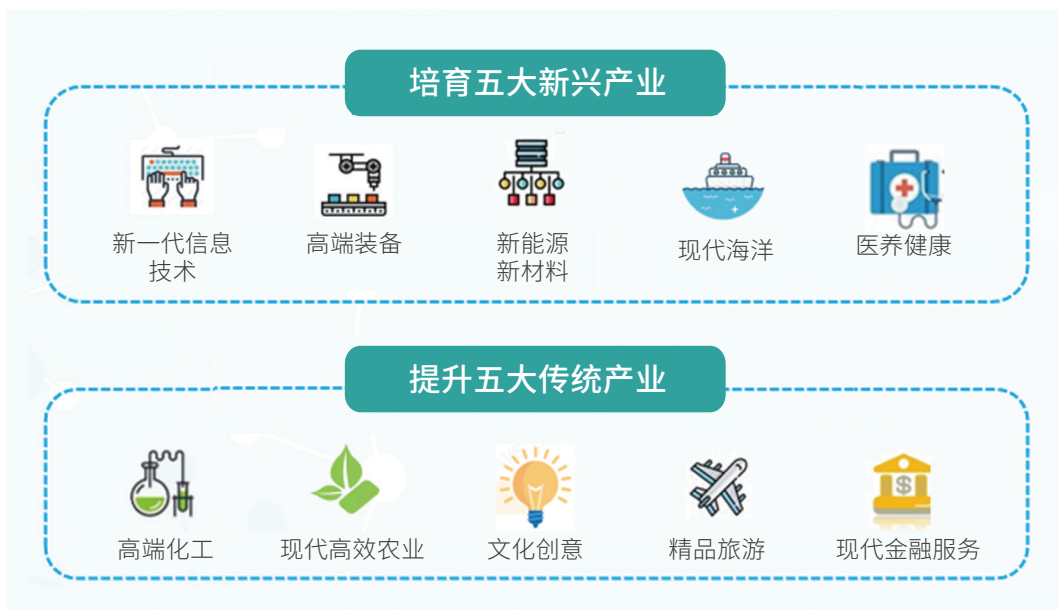 培育五大新兴产业
新一代信息
技术
高端装备
新能源
新材料
现代海洋
医养健康
提升五大传统产业
高端化工
现代高效农业
文化创意
精品旅游
现代金融服务